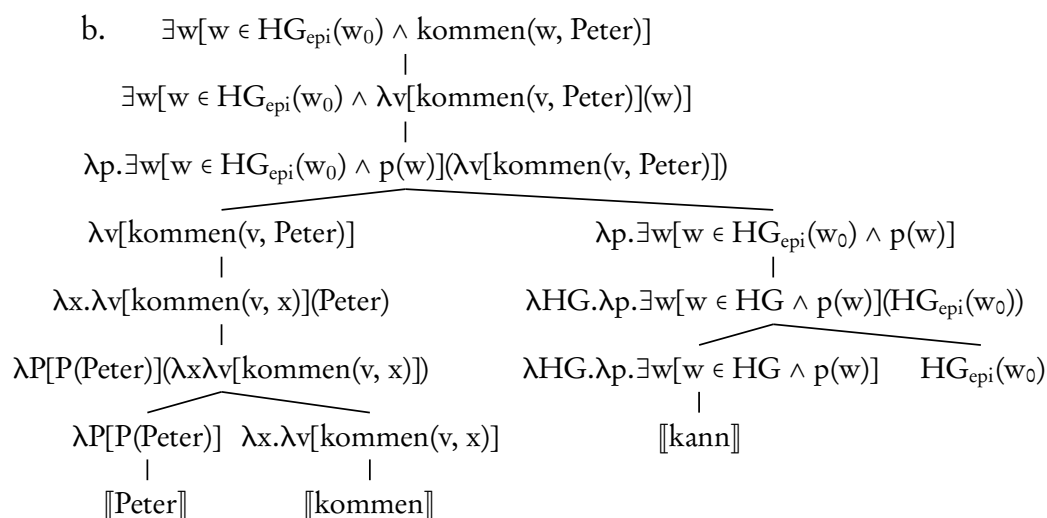 b. ∃w[w ∈ HG_epi(w₀) ∧ kommen(w, Peter)]
∃w[w ∈ HG_epi(w₀) ∧ λv[kommen(v, Peter)](w)]
λp.∃w[w ∈ HG_epi(w₀) ∧ p(w)](λv[kommen(v, Peter)])
λv[kommen(v, Peter)] λp.∃w[w ∈ HG_epi(w₀) ∧ p(w)]
λx.λv[kommen(v, x)](Peter) λHG.λp.∃w[w ∈ HG ∧ p(w)](HG_epi(w₀))
λP[P(Peter)](λxλv[kommen(v, x)]) λHG.λp.∃w[w ∈ HG ∧ p(w)] HG_epi(w₀)
λP[P(Peter)] λx.λv[kommen(v, x)] ⟦kann⟧
⟦Peter⟧ ⟦kommen⟧